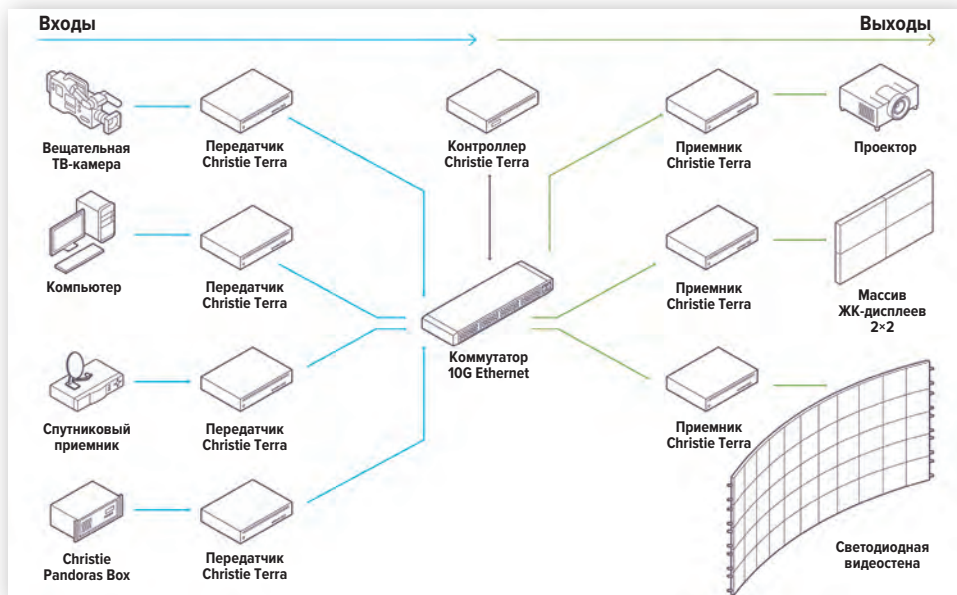 Входы
Выходы
Вещательная
ТВ-камера
Передатчик
Christie Terra
Контроллер
Christie Terra
Приемник
Christie Terra
Проектор
Компьютер
Передатчик
Christie Terra
Приемник
Christie Terra
Массив
ЖК-дисплеев
2×2
Коммутатор
10G Ethernet
Спутниковый
приемник
Передатчик
Christie Terra
Приемник
Christie Terra
Christie
Pandoras Box
Передатчик
Christie Terra
Светодиодная
видеостена